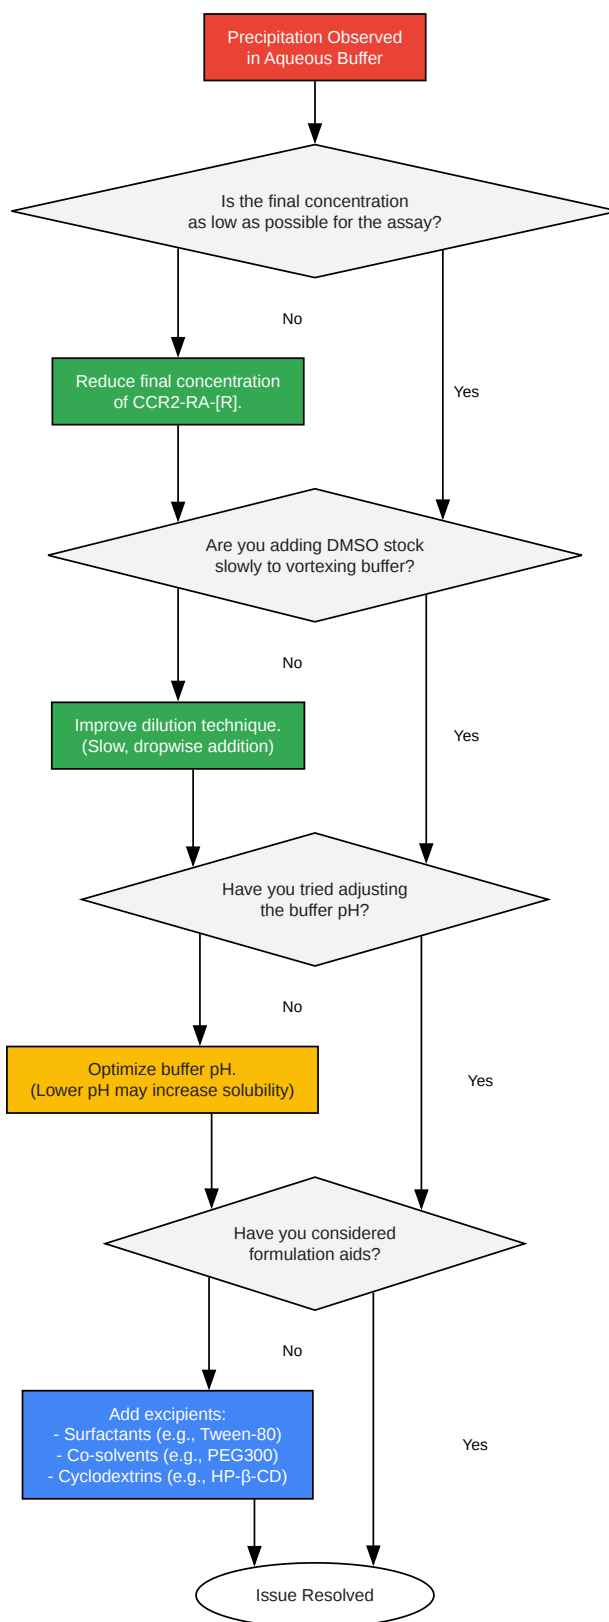 Precipitation Observed
in Aqueous Buffer
Is the final concentration
as low as possible for the assay?
No
Reduce final concentration
of CCR2-RA-[R].
Yes
Are you adding DMSO stock
slowly to vortexing buffer?
No
Improve dilution technique.
(Slow, dropwise addition)
Yes
Have you tried adjusting
the buffer pH?
No
Optimize buffer pH.
(Lower pH may increase solubility)
Yes
Have you considered
formulation aids?
No
Add excipients:
- Surfactants (e.g., Tween-80)
- Co-solvents (e.g., PEG300)
- Cyclodextrins (e.g., HP-β-CD)
Yes
Issue Resolved